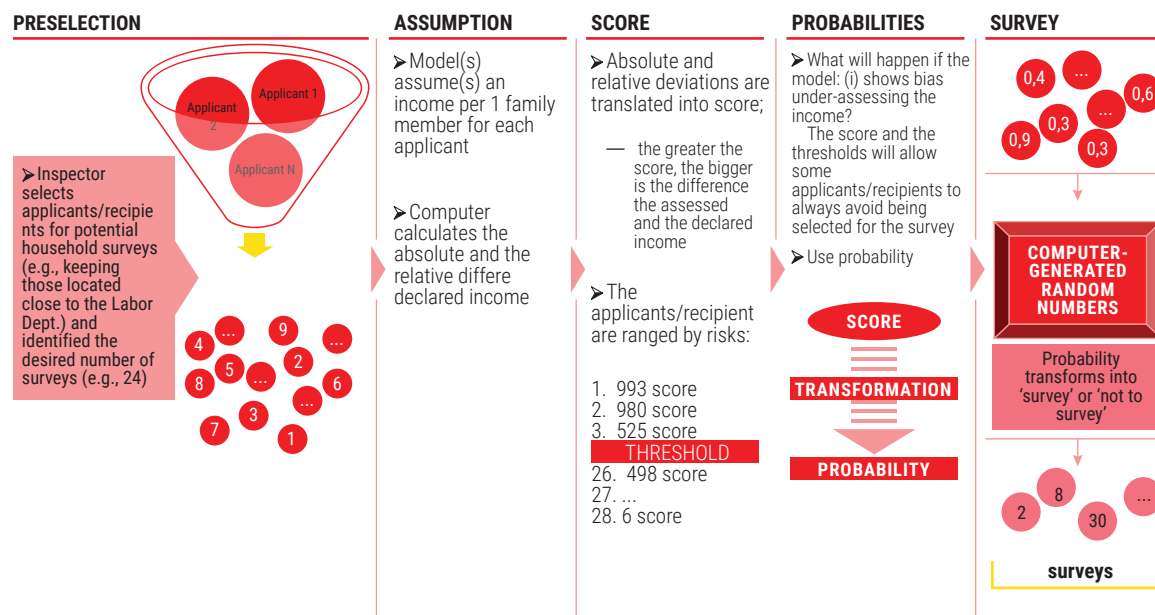 PRESELECTION
Applicant 1
Applicant
2
Applicant N
➢ Inspector
selects
applicants/recipie
nts for potential
household surveys
(e.g., keeping
those located
close to the Labor
Dept.) and
identified the
desired number of
surveys (e.g., 24)
4
...
9
...
8
5
...
2
6
...
7
3
1
ASSUMPTION
➢ Model(s)
assume(s) an
income per 1 family
member for each
applicant
➢ Computer
calculates the
absolute and the
relative differe
declared income
SCORE
➢ Absolute and
relative deviations are
translated into score;
— the greater the
score, the bigger
is the difference
the assessed
and the declared
income
➢ The
applicants/recipient
are ranged by risks:
1. 993 score
2. 980 score
3. 525 score
THRESHOLD
26. 498 score
27. ...
28. 6 score
PROBABILITIES
➢ What will happen if the
model: (i) shows bias
under-assessing the
income?
The score and the
thresholds will allow
some
applicants/recipients to
always avoid being
selected for the survey
➢ Use probability
SCORE
TRANSFORMATION
PROBABILITY
SURVEY
0,4
...
0,6
0,9
0,3
...
0,3
COMPUTER-
GENERATED
RANDOM
NUMBERS
Probability
transforms into
‘survey’ or ‘not to
survey’
2
8
30
...
surveys